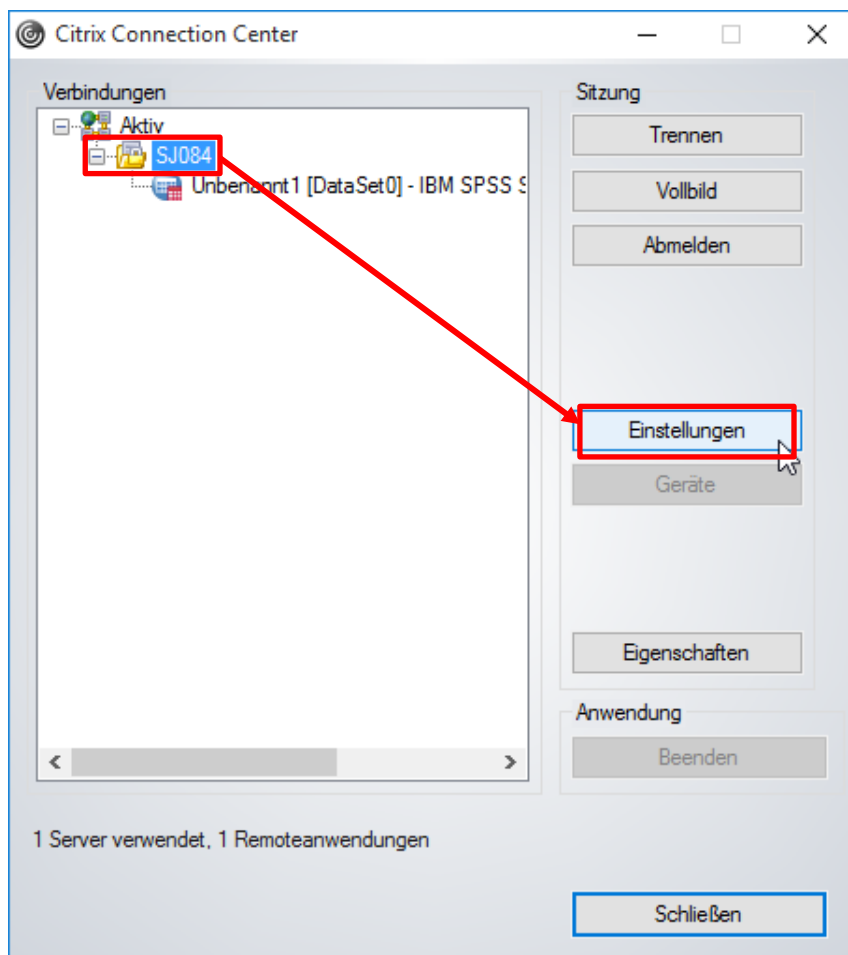 Citrix Connection Center
Verbindungen
Aktiv
SJ084
Unbenannt1 [DataSet0] - IBM SPSS S
Sitzung
Trennen
Vollbild
Abmelden
Einstellungen
Geräte
Eigenschaften
Anwendung
Beenden
1 Server verwendet, 1 Remoteanwendungen
Schließen